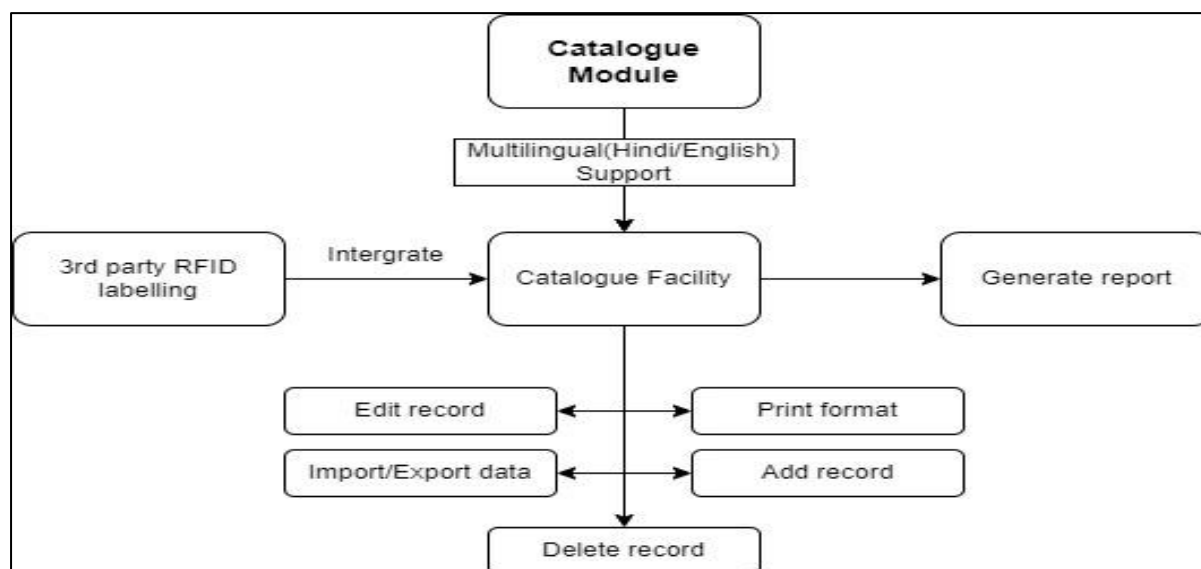 Catalogue
Module
Multilingual(Hindi/English)
Support
3rd party RFID
labelling
Intergrate
Catalogue Facility
Generate report
Edit record
Print format
Import/Export data
Add record
Delete record